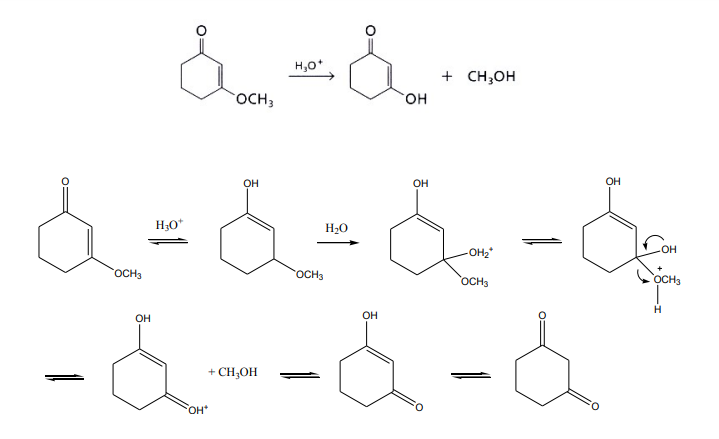 O O
H₃O⁺
OCH₃ OH + CH₃OH
O OH OH OH
H₃O⁺ H₂O
OCH₃ OCH₃ OH₂⁺ OCH₃ OH + OCH₃ H
OH OH O
+ CH₃OH
OH⁺ O O